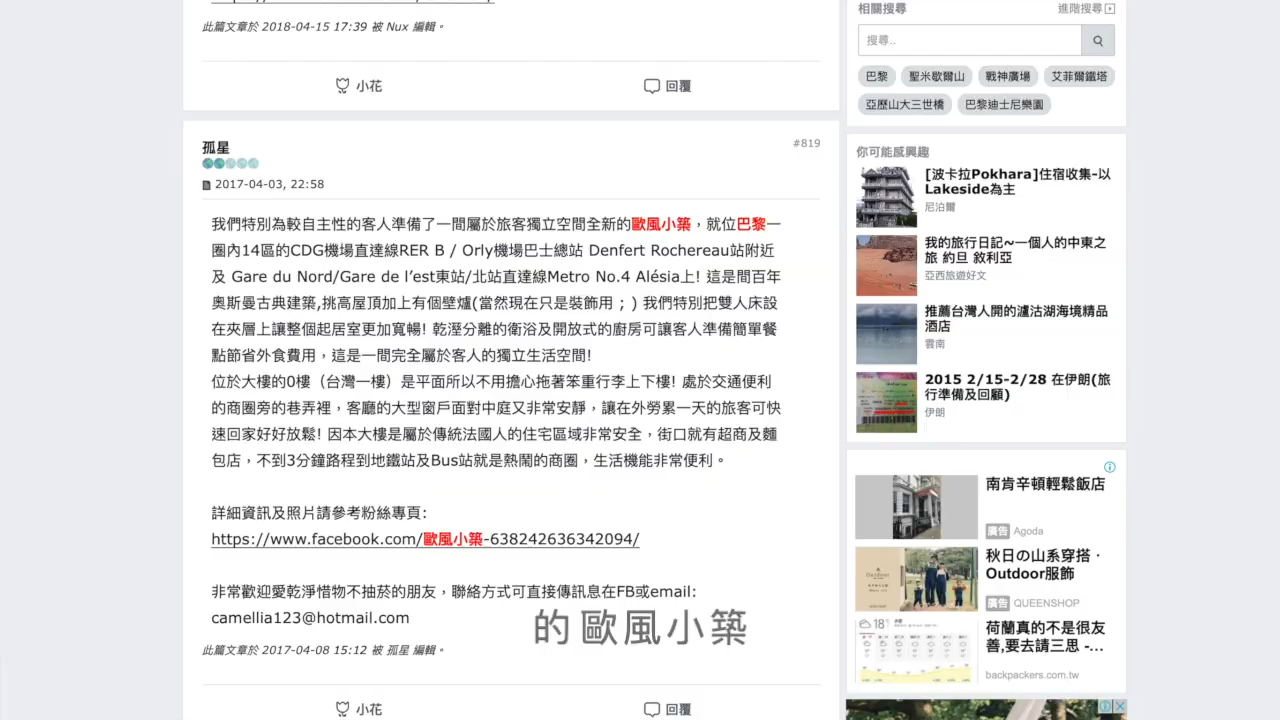 此篇文章於 2018-04-15 17:39 被 Nux 編輯。
小花
回覆
孤星
#819
2017-04-03, 22:58
我們特別為較自主性的客人準備了一間屬於旅客獨立空間全新的歐風小築，就位巴黎一
圈內14區的CDG機場直達線RER B / Orly機場巴士總站 Denfert Rochereau站附近
及 Gare du Nord/Gare de l’est東站/北站直達線Metro No.4 Alésia上! 這是間百年
奧斯曼古典建築,挑高屋頂加上有個壁爐(當然現在只是裝飾用 ; ) 我們特別把雙人床設
在夾層上讓整個起居室更加寬暢! 乾溼分離的衛浴及開放式的廚房可讓客人準備簡單餐
點節省外食費用，這是一間完全屬於客人的獨立生活空間!
位於大樓的0樓（台灣一樓）是平面所以不用擔心拖著笨重行李上下樓! 處於交通便利
的商圈旁的巷弄裡，客廳的大型窗戶面對中庭又非常安靜，讓在外勞累一天的旅客可快
速回家好好放鬆! 因本大樓是屬於傳統法國人的住宅區域非常安全，街口就有超商及麵
包店，不到3分鐘路程到地鐵站及Bus站就是熱鬧的商圈，生活機能非常便利。
詳細資訊及照片請參考粉絲專頁:
https://www.facebook.com/歐風小築-638242636342094/
非常歡迎愛乾淨惜物不抽菸的朋友，聯絡方式可直接傳訊息在FB或email:
camellia123@hotmail.com
的 歐風小築
此篇文章於 2017-04-08 15:12 被 孤星 編輯。
小花
回覆
相關搜尋
進階搜尋
搜尋..
巴黎
聖米歇爾山
戰神廣場
艾菲爾鐵塔
亞歷山大三世橋
巴黎迪士尼樂園
你可能感興趣
[波卡拉Pokhara]住宿收集-以
Lakeside為主
尼泊爾
我的旅行日記~一個人的中東之
旅 約旦 敘利亞
亞西旅遊好文
推薦台灣人開的瀘沽湖海境精品
酒店
雲南
2015 2/15-2/28 在伊朗(旅
行準備及回顧)
伊朗
南肯辛頓輕鬆飯店
廣告 Agoda
秋日の山系穿搭．
Outdoor服飾
廣告 QUEENSHOP
18°
荷蘭真的不是很友
善,要去請三思 -...
backpackers.com.tw